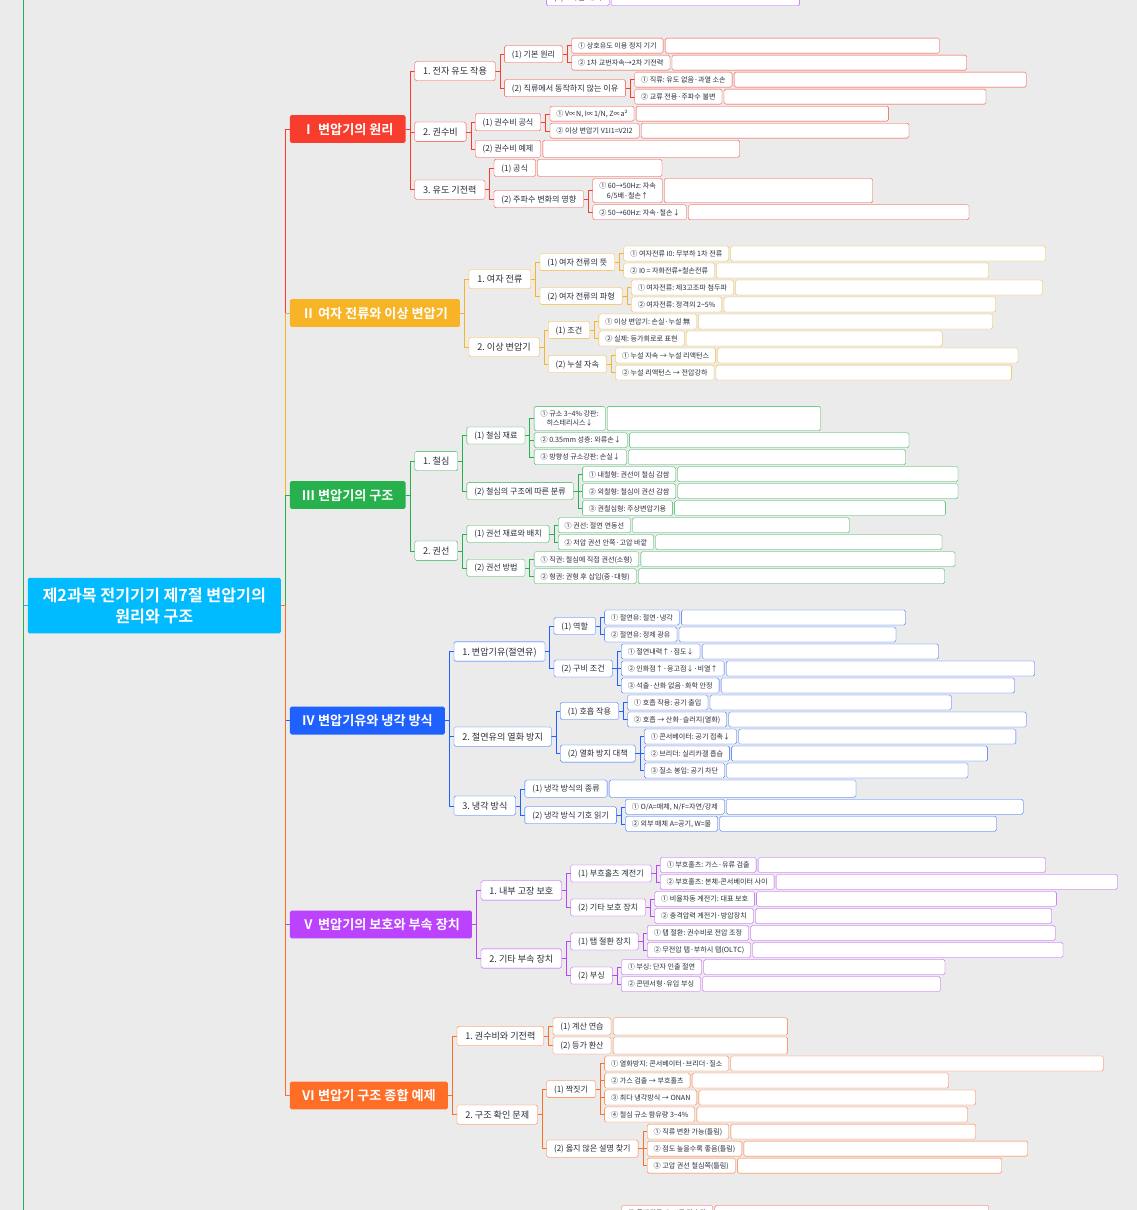 제2과목 전기기기 제7절 변압기의
원리와 구조
I 변압기의 원리
1. 전자 유도 작용
(1) 기본 원리
① 상호유도 이용 정지 기기
② 1차 교번자속→2차 기전력
(2) 직류에서 동작하지 않는 이유
① 직류: 유도 없음·과열 소손
② 교류 전용·주파수 불변
2. 권수비
(1) 권수비 공식
① V∝N, I∝1/N, Z∝a²
② 이상 변압기 V1I1=V2I2
(2) 권수비 예제
3. 유도 기전력
(1) 공식
(2) 주파수 변화의 영향
① 60→50Hz: 자속
6/5배·철손↑
② 50→60Hz: 자속·철손↓
II 여자 전류와 이상 변압기
1. 여자 전류
(1) 여자 전류의 뜻
① 여자전류 I0: 무부하 1차 전류
② I0 = 자화전류+철손전류
(2) 여자 전류의 파형
① 여자전류: 제3고조파 첨두파
② 여자전류: 정격의 2~5%
2. 이상 변압기
(1) 조건
① 이상 변압기: 손실·누설 無
② 실제: 등가회로로 표현
(2) 누설 자속
① 누설 자속 → 누설 리액턴스
② 누설 리액턴스 → 전압강하
III 변압기의 구조
1. 철심
(1) 철심 재료
① 규소 3~4% 강판:
히스테리시스↓
② 0.35mm 성층: 와류손↓
③ 방향성 규소강판: 손실↓
(2) 철심의 구조에 따른 분류
① 내철형: 권선이 철심 감쌈
② 외철형: 철심이 권선 감쌈
③ 권철심형: 주상변압기용
2. 권선
(1) 권선 재료와 배치
① 권선: 절연 연동선
② 저압 권선 안쪽·고압 바깥
(2) 권선 방법
① 직권: 철심에 직접 권선(소형)
② 형권: 권형 후 삽입(중·대형)
IV 변압기유와 냉각 방식
1. 변압기유(절연유)
(1) 역할
① 절연유: 절연·냉각
② 절연유: 정제 광유
(2) 구비 조건
① 절연내력↑·점도↓
② 인화점↑·응고점↓·비열↑
③ 석출·산화 없음·화학 안정
2. 절연유의 열화 방지
(1) 호흡 작용
① 호흡 작용: 공기 출입
② 호흡 → 산화·슬러지(열화)
(2) 열화 방지 대책
① 콘서베이터: 공기 접촉↓
② 브리더: 실리카겔 흡습
③ 질소 봉입: 공기 차단
3. 냉각 방식
(1) 냉각 방식의 종류
(2) 냉각 방식 기호 읽기
① O/A=매체, N/F=자연/강제
② 외부 매체 A=공기, W=물
V 변압기의 보호와 부속 장치
1. 내부 고장 보호
(1) 부흐홀츠 계전기
① 부흐홀츠: 가스·유류 검출
② 부흐홀츠: 본체-콘서베이터 사이
(2) 기타 보호 장치
① 비율차동 계전기: 대표 보호
② 충격압력 계전기·방압장치
2. 기타 부속 장치
(1) 탭 절환 장치
① 탭 절환: 권수비로 전압 조정
② 무전압 탭·부하시 탭(OLTC)
(2) 부싱
① 부싱: 단자 인출 절연
② 콘덴서형·유입 부싱
VI 변압기 구조 종합 예제
1. 권수비와 기전력
(1) 계산 연습
(2) 등가 환산
2. 구조 확인 문제
(1) 짝짓기
① 열화방지: 콘서베이터·브리더·질소
② 가스 검출 → 부흐홀츠
③ 최다 냉각방식 → ONAN
④ 철심 규소 함유량 3~4%
(2) 옳지 않은 설명 찾기
① 직류 변환 가능(틀림)
② 점도 높을수록 좋음(틀림)
③ 고압 권선 철심쪽(틀림)